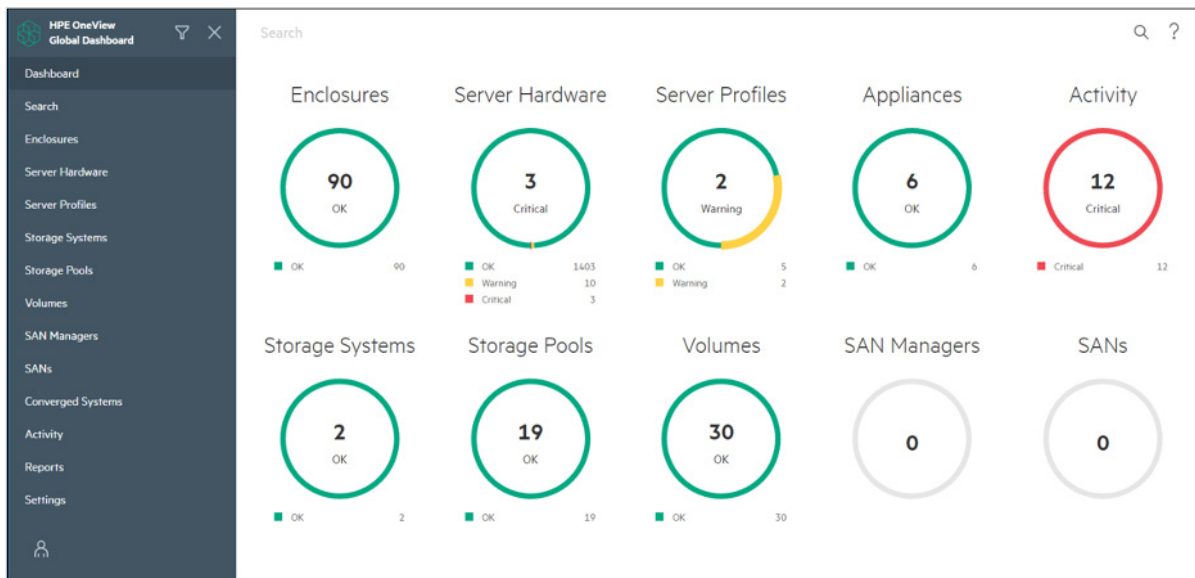 HPE OneView
Global Dashboard
Dashboard
Search
Enclosures
Server Hardware
Server Profiles
Storage Systems
Storage Pools
Volumes
SAN Managers
SANs
Converged Systems
Activity
Reports
Settings
Search
?
Enclosures
90
OK
OK 90
Server Hardware
3
Critical
OK 1403
Warning 10
Critical 3
Server Profiles
2
Warning
OK 5
Warning 2
Appliances
6
OK
OK 6
Activity
12
Critical
Critical 12
Storage Systems
2
OK
OK 2
Storage Pools
19
OK
OK 19
Volumes
30
OK
OK 30
SAN Managers
0
SANs
0